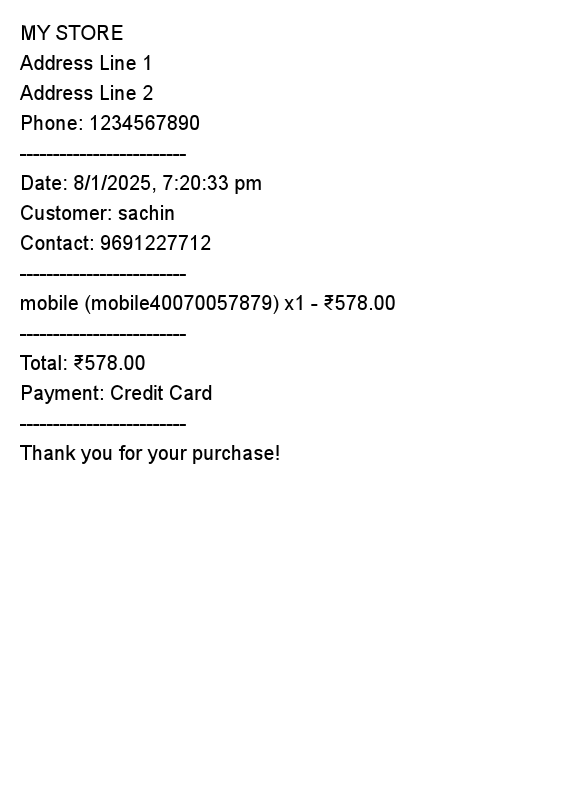 MY STORE
Address Line 1
Address Line 2
Phone: 1234567890
-------------------------
Date: 8/1/2025, 7:20:33 pm
Customer: sachin
Contact: 9691227712
-------------------------
mobile (mobile40070057879) x1 - ₹578.00
-------------------------
Total: ₹578.00
Payment: Credit Card
-------------------------
Thank you for your purchase!